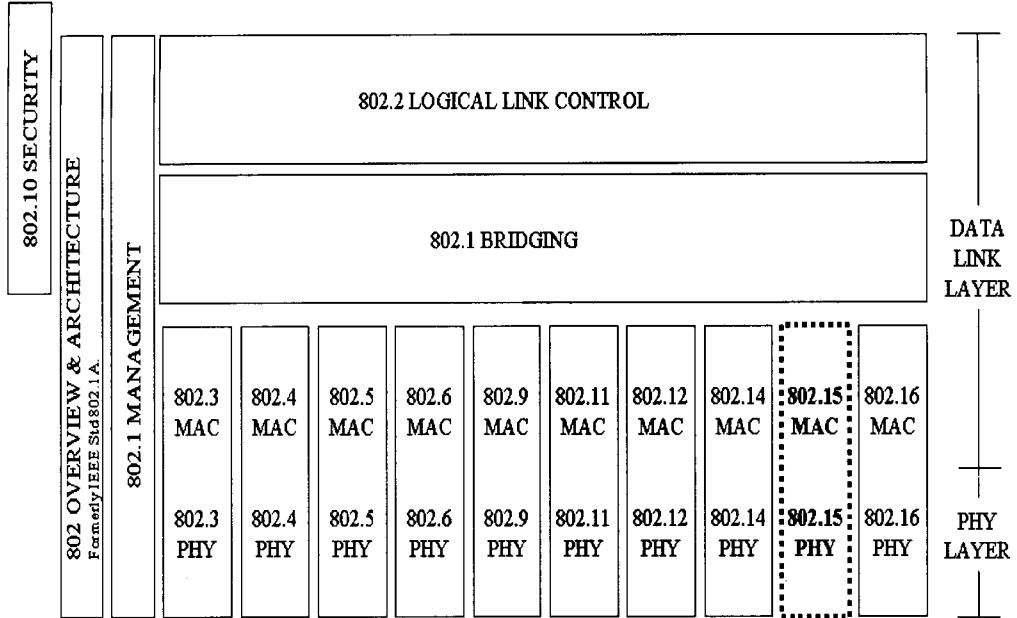 802.10 SECURITY
802 OVERVIEW & ARCHITECTURE
Formerly IEEE Std 802.1A.
802.1 MANAGEMENT
802.2 LOGICAL LINK CONTROL
802.1 BRIDGING
802.3
MAC
802.4
MAC
802.5
MAC
802.6
MAC
802.9
MAC
802.11
MAC
802.12
MAC
802.14
MAC
802.15
MAC
802.16
MAC
802.3
PHY
802.4
PHY
802.5
PHY
802.6
PHY
802.9
PHY
802.11
PHY
802.12
PHY
802.14
PHY
802.15
PHY
802.16
PHY
DATA
LINK
LAYER
PHY
LAYER